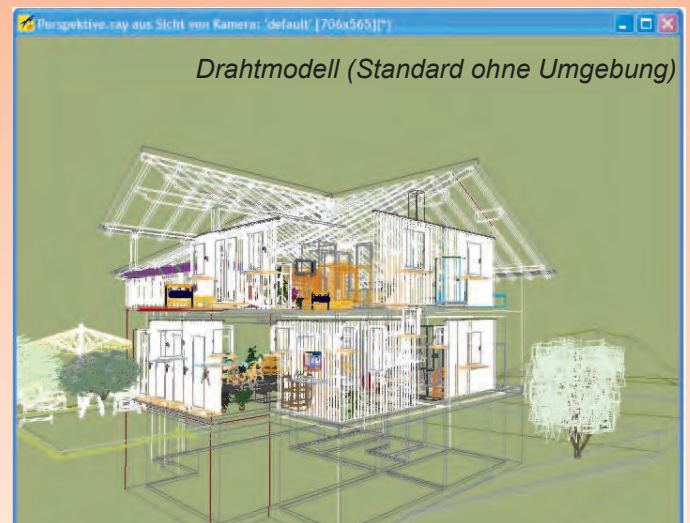 Perspektive.ray aus Sicht von Kamera: 'default' [706x565](*)
Drahtmodell (Standard ohne Umgebung)